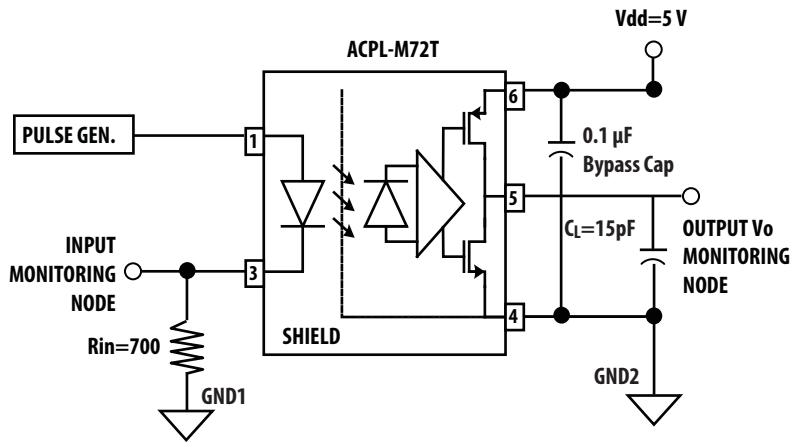 Vdd=5 V
ACPL-M72T
6
PULSE GEN.
1
0.1 µF
Bypass Cap
5
INPUT
MONITORING
NODE
3
CL=15pF
OUTPUT Vo
MONITORING
NODE
4
SHIELD
Rin=700
GND1
GND2